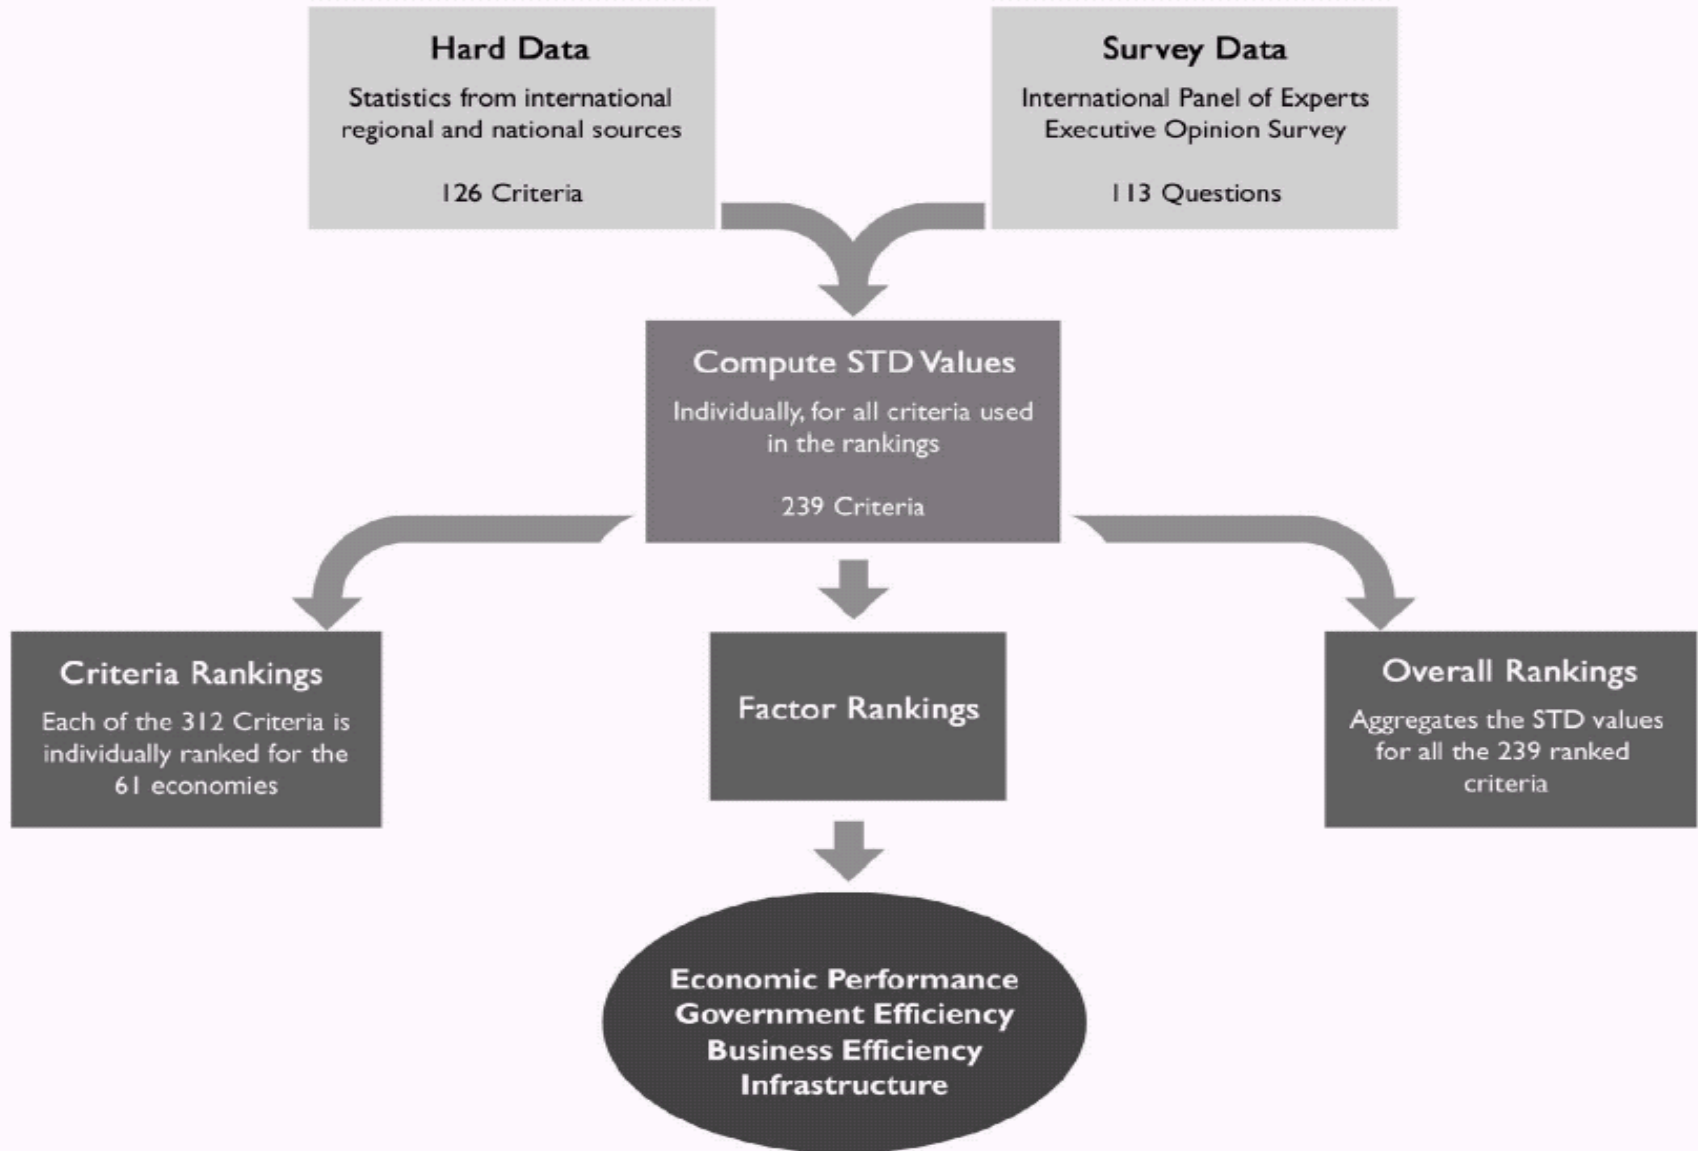 Hard Data
Statistics from international
regional and national sources
126 Criteria
Survey Data
International Panel of Experts
Executive Opinion Survey
113 Questions
Compute STD Values
Individually, for all criteria used
in the rankings
239 Criteria
Criteria Rankings
Each of the 312 Criteria is
individually ranked for the
61 economies
Factor Rankings
Overall Rankings
Aggregates the STD values
for all the 239 ranked
criteria
Economic Performance
Government Efficiency
Business Efficiency
Infrastructure